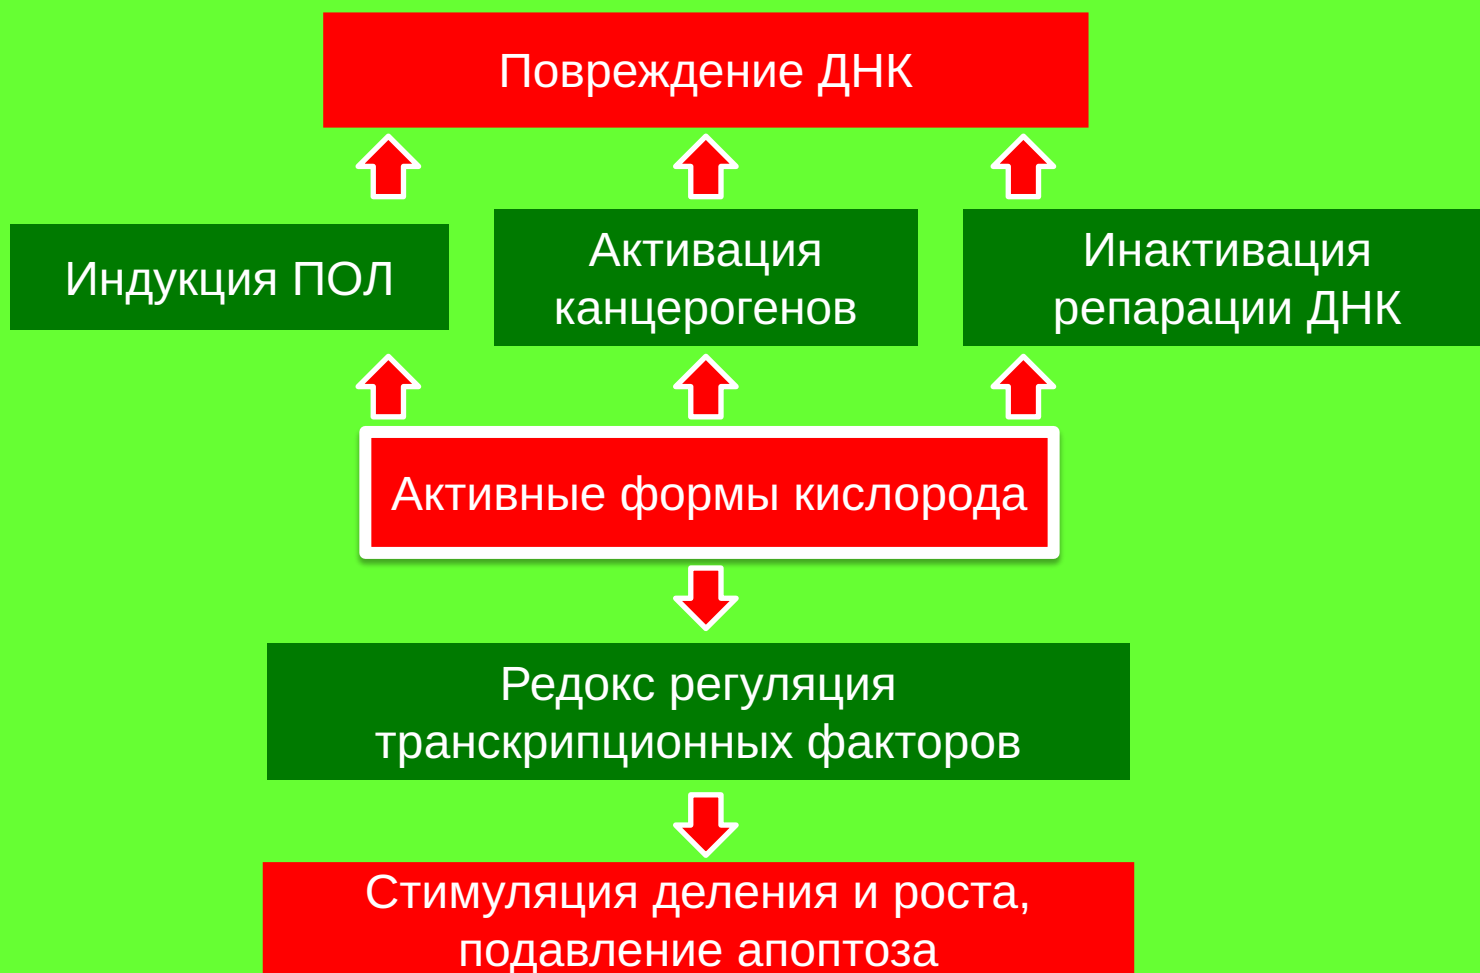 Повреждение ДНК
Индукция ПОЛ
Активация
канцерогенов
Инактивация
репарации ДНК
Активные формы кислорода
Редокс регуляция
транскрипционных факторов
Стимуляция деления и роста,
подавление апоптоза